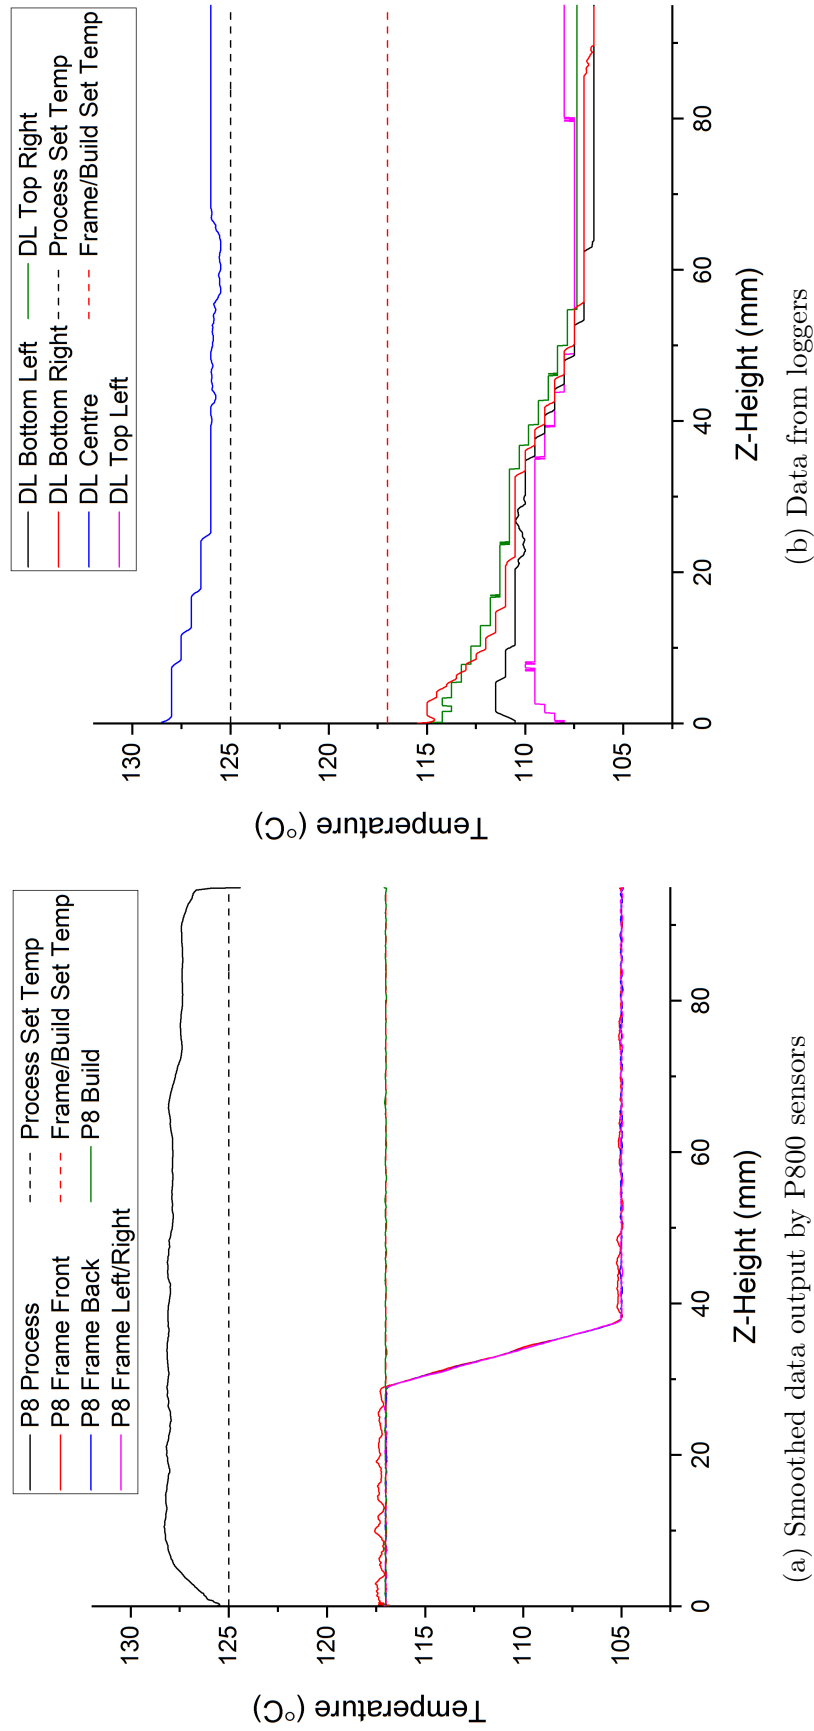 P8 Process
P8 Frame Front
P8 Frame Back
P8 Frame Left/Right
Process Set Temp
Frame/Build Set Temp
P8 Build
Temperature (°C)
130
125
120
115
110
105
0
20
40
60
80
Z-Height (mm)
(a) Smoothed data output by P800 sensors
DL Bottom Left
DL Bottom Right
DL Centre
DL Top Left
DL Top Right
Process Set Temp
Frame/Build Set Temp
Temperature (°C)
130
125
120
115
110
105
0
20
40
60
80
Z-Height (mm)
(b) Data from loggers